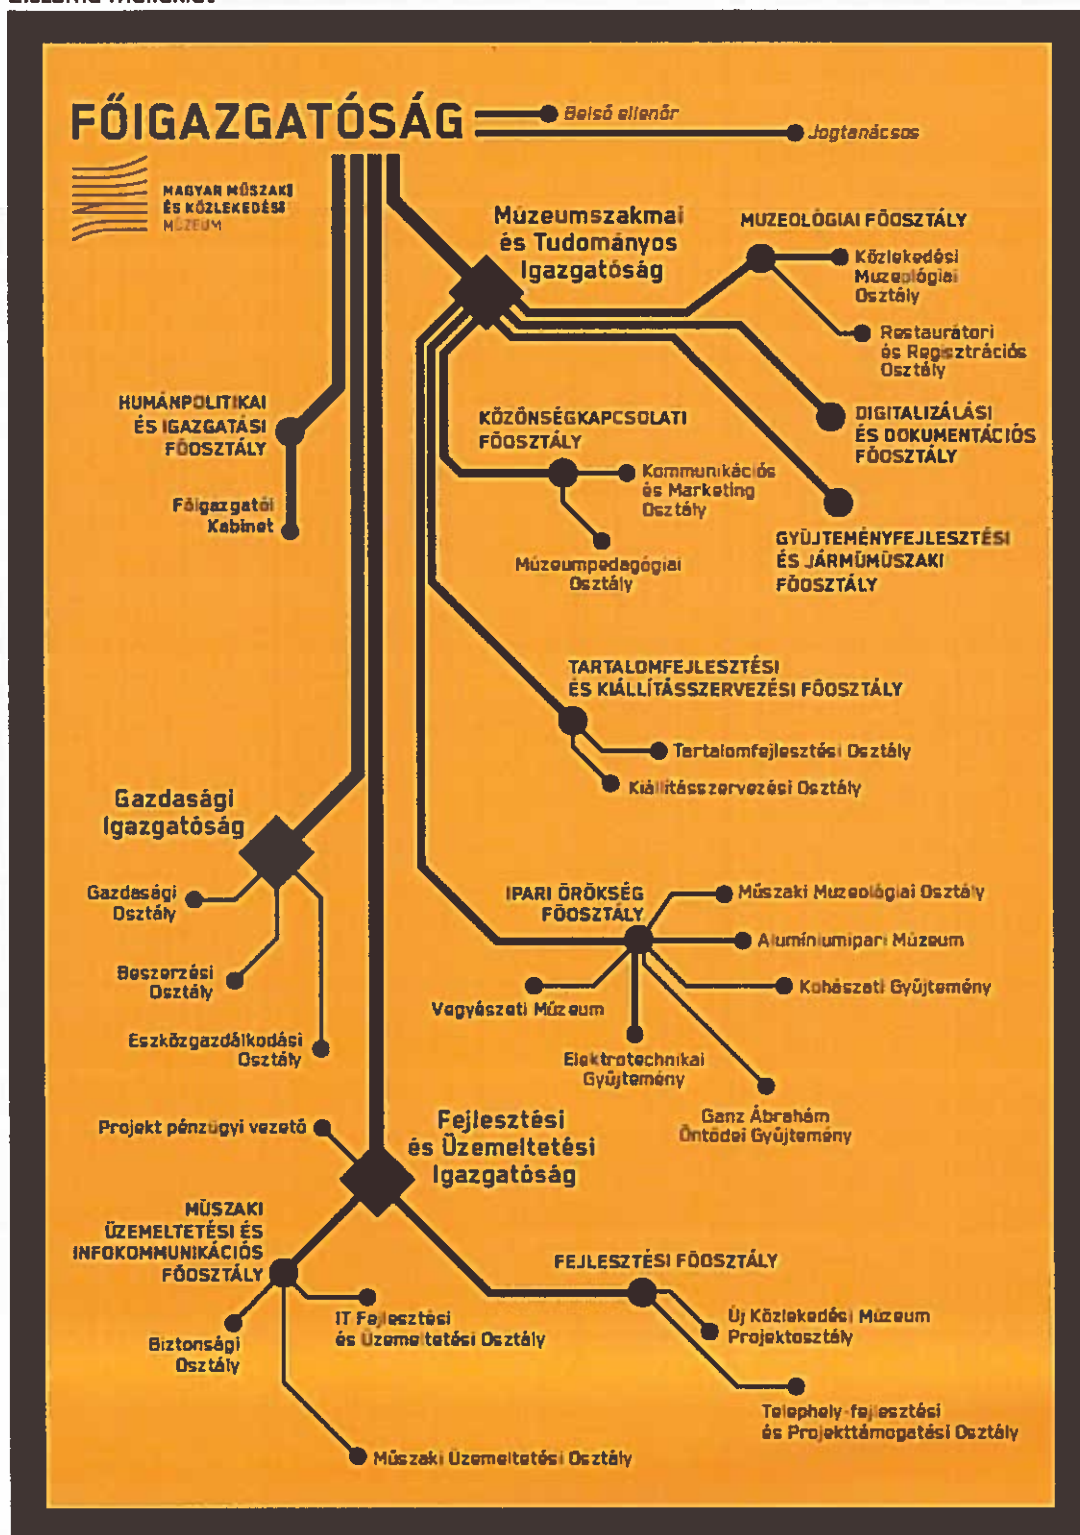 FŐIGAZGATÓSÁG
Belső ellenőr
Jogtanácsos
MAGYAR MŰSZAKI
ÉS KÖZLEKEDÉSI
MÚZEUM
Múzeumszakmai
és Tudományos
Igazgatóság
MUZEOLÓGIAI FŐOSZTÁLY
Közlekedési
Muzeológiai
Osztály
Restaurátori
és Regisztrációs
Osztály
HUMÁNPOLITIKAI
ÉS IGAZGATÁSI
FŐOSZTÁLY
Főigazgatói
Kabinet
KÖZÖNSÉGKAPCSOLATI
FŐOSZTÁLY
Kommunikációs
és Marketing
Osztály
Múzeumpedagógiai
Osztály
DIGITALIZÁLÁSI
ÉS DOKUMENTÁCIÓS
FŐOSZTÁLY
GYŰJTEMÉNYFEJLESZTÉSI
ÉS JÁRMŰMŰSZAKI
FŐOSZTÁLY
TARTALOMFEJLESZTÉSI
ÉS KIÁLLÍTÁSSZERVEZÉSI FŐOSZTÁLY
Tartalomfejlesztési Osztály
Kiállításszervezési Osztály
Gazdasági
Igazgatóság
Gazdasági
Osztály
Beszerzési
Osztály
Eszközgazdálkodási
Osztály
IPARI ÖRÖKSÉG
FŐOSZTÁLY
Műszaki Muzeológiai Osztály
Alumíniumipari Múzeum
Kohászati Gyűjtemény
Vegyészeti Múzeum
Elektrotechnikai
Gyűjtemény
Ganz Ábrahám
Öntödei Gyűjtemény
Projekt pénzügyi vezető
Fejlesztési
és Üzemeltetési
Igazgatóság
MŰSZAKI
ÜZEMELTETÉSI ÉS
INFOKOMMUNIKÁCIÓS
FŐOSZTÁLY
IT Fejlesztési
és Üzemeltetési Osztály
Biztonsági
Osztály
Műszaki Üzemeltetési Osztály
FEJLESZTÉSI FŐOSZTÁLY
Új Közlekedési Múzeum
Projektosztály
Telephely-fejlesztési
és Projekttámogatási Osztály